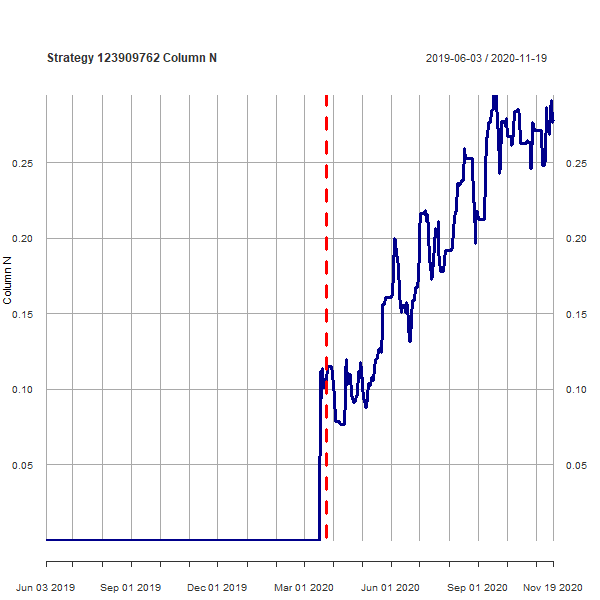 Strategy 123909762 Column N
2019-06-03 / 2020-11-19
Column N
0.25
0.20
0.15
0.10
0.05
0.25
0.20
0.15
0.10
0.05
Jun 03 2019
Sep 01 2019
Dec 01 2019
Mar 01 2020
Jun 01 2020
Sep 01 2020
Nov 19 2020